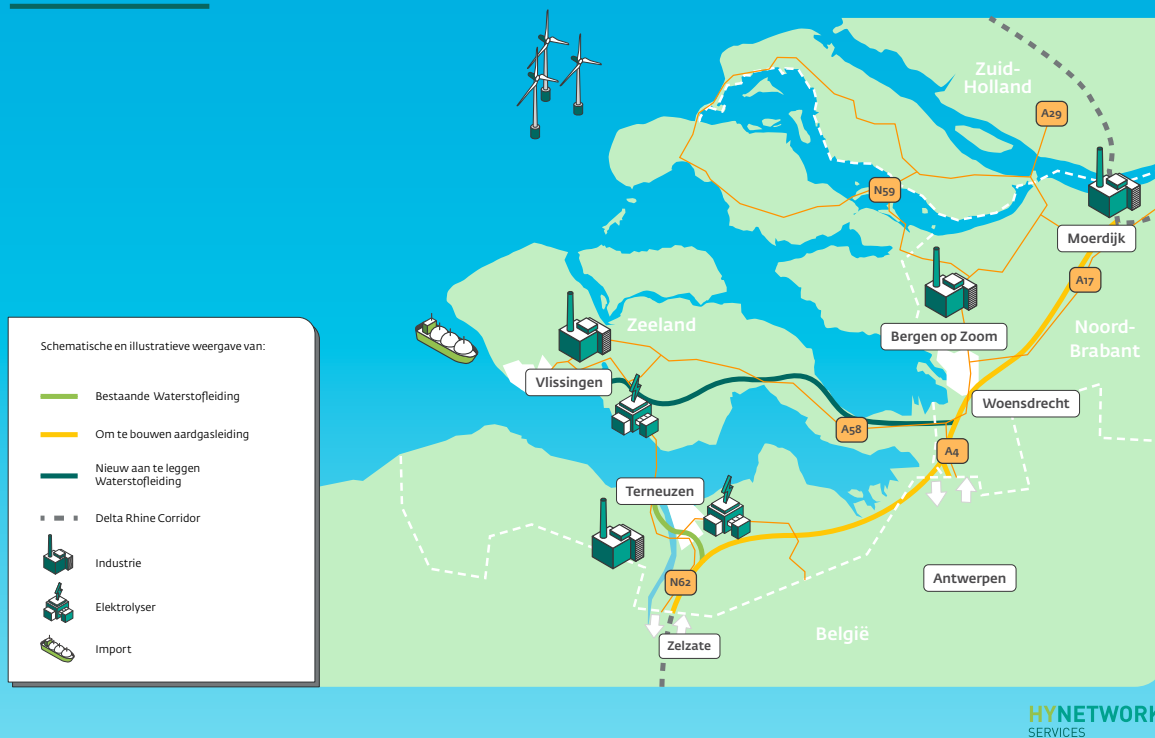 Zuid-
Holland
A29
N59
Moerdijk
A17
Noord-
Brabant
Bergen op Zoom
Zeeland
Vlissingen
Woensdrecht
A58
A4
Terneuzen
N62
Antwerpen
België
Zelzate
Schematische en illustratieve weergave van:
Bestaande Waterstofleiding
Om te bouwen aardgasleiding
Nieuw aan te leggen
Waterstofleiding
Delta Rhine Corridor
Industrie
Elektrolyser
Import
HYNETWORK
SERVICES